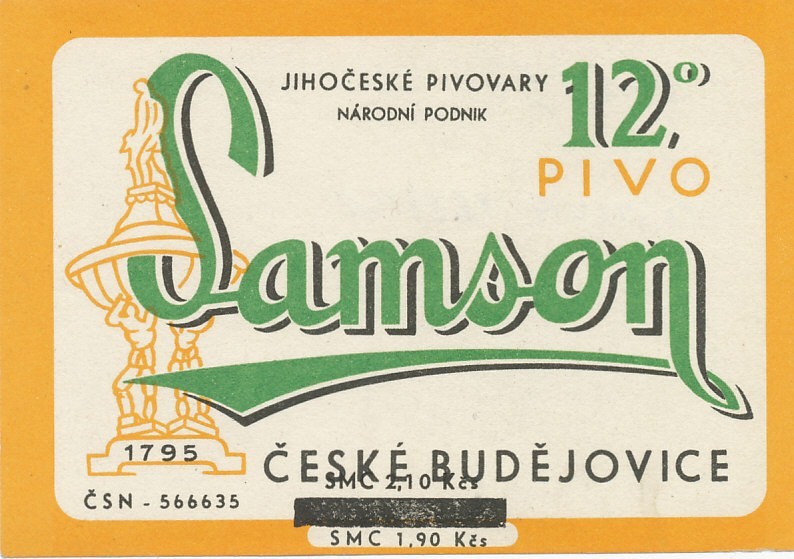 JIHOČESKÉ PIVOVARY
NÁRODNÍ PODNIK
12°
PIVO
Samson
1795
ČESKÉ BUDĚJOVICE
SMC 2,10 Kčs
ČSN - 566635
SMC 1,90 Kčs